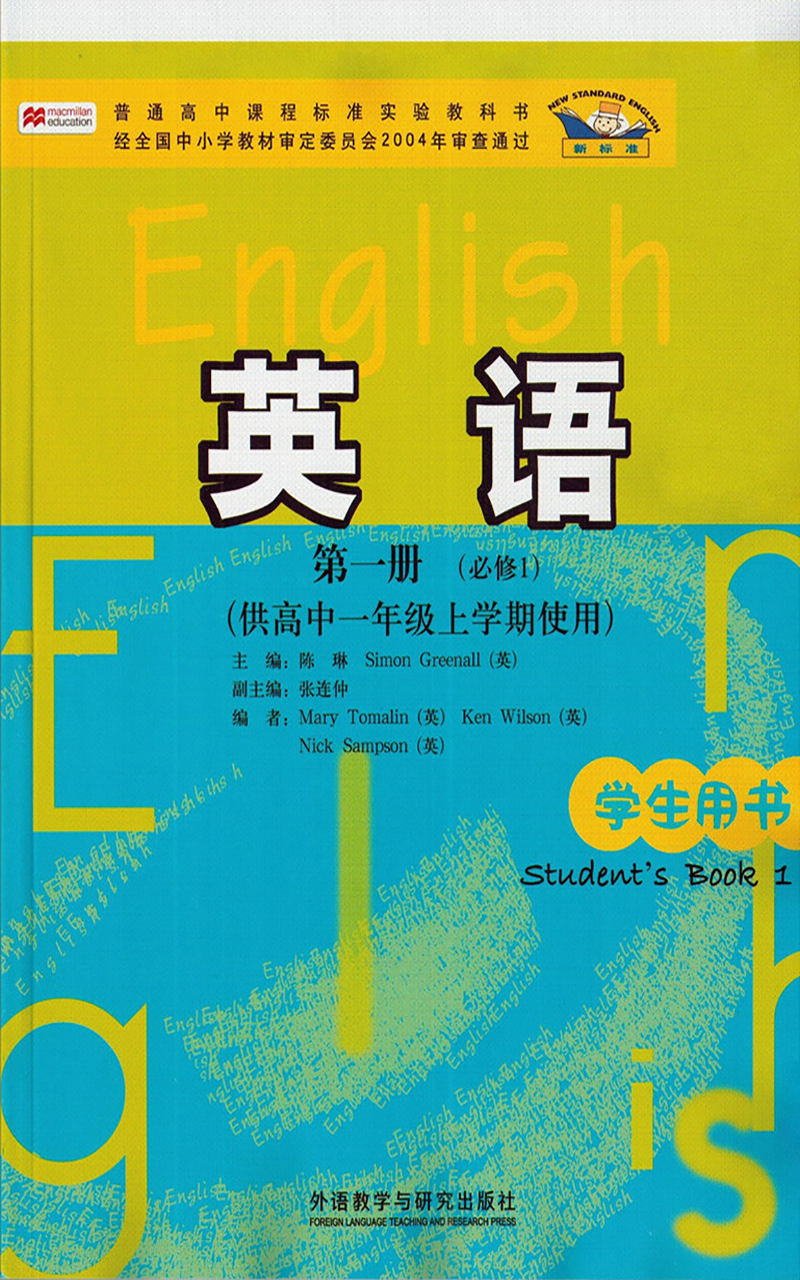 macmillan
education
普通高中课程标准实验教科书
经全国中小学教材审定委员会2004年审查通过
NEW STANDARD ENGLISH
新标准
English
英语
第一册 (必修1)
(供高中一年级上学期使用)
主 编: 陈 琳 Simon Greenall (英)
副主编: 张连仲
编 者: Mary Tomalin (英) Ken Wilson (英)
Nick Sampson (英)
学生用书
Student's Book 1
English
外语教学与研究出版社
FOREIGN LANGUAGE TEACHING AND RESEARCH PRESS